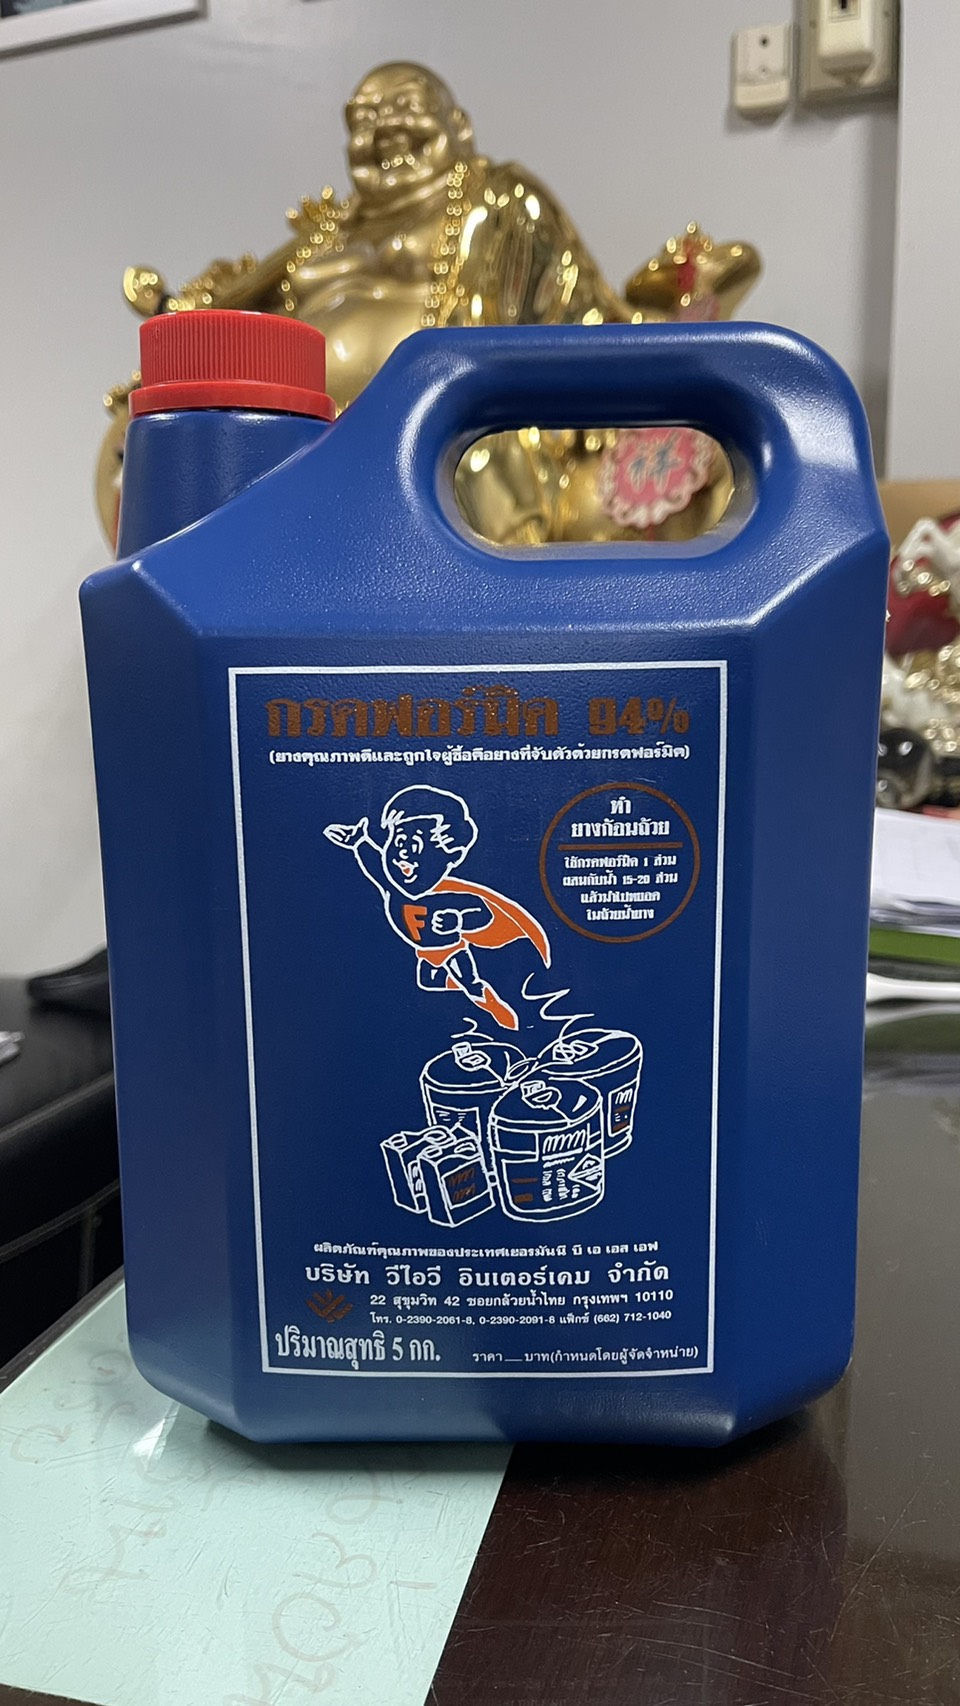 กรดฟอร์มิค 94%
(ยางคุณภาพดีและถูกใจผู้ซื้อคือยางที่จับตัวด้วยกรดฟอร์มิค)
ทำ
ยางก้อนถ้วย
ใช้กรดฟอร์มิค 1 ส่วน
ผสมกับน้ำ 15-20 ส่วน
แล้วนำไปหยอด
ในถ้วยน้ำยาง
F
ผลิตภัณฑ์คุณภาพของประเทศเยอรมันนี บี เอ เอส เอฟ
บริษัท วีไอวี อินเตอร์เคม จำกัด
22 สุขุมวิท 42 ซอยกล้วยน้ำไทย กรุงเทพฯ 10110
โทร. 0-2390-2061-8, 0-2390-2091-8 แฟ็กซ์ (662) 712-1040
ปริมาณสุทธิ 5 กก.
ราคา___บาท(กำหนดโดยผู้จัดจำหน่าย)
祥